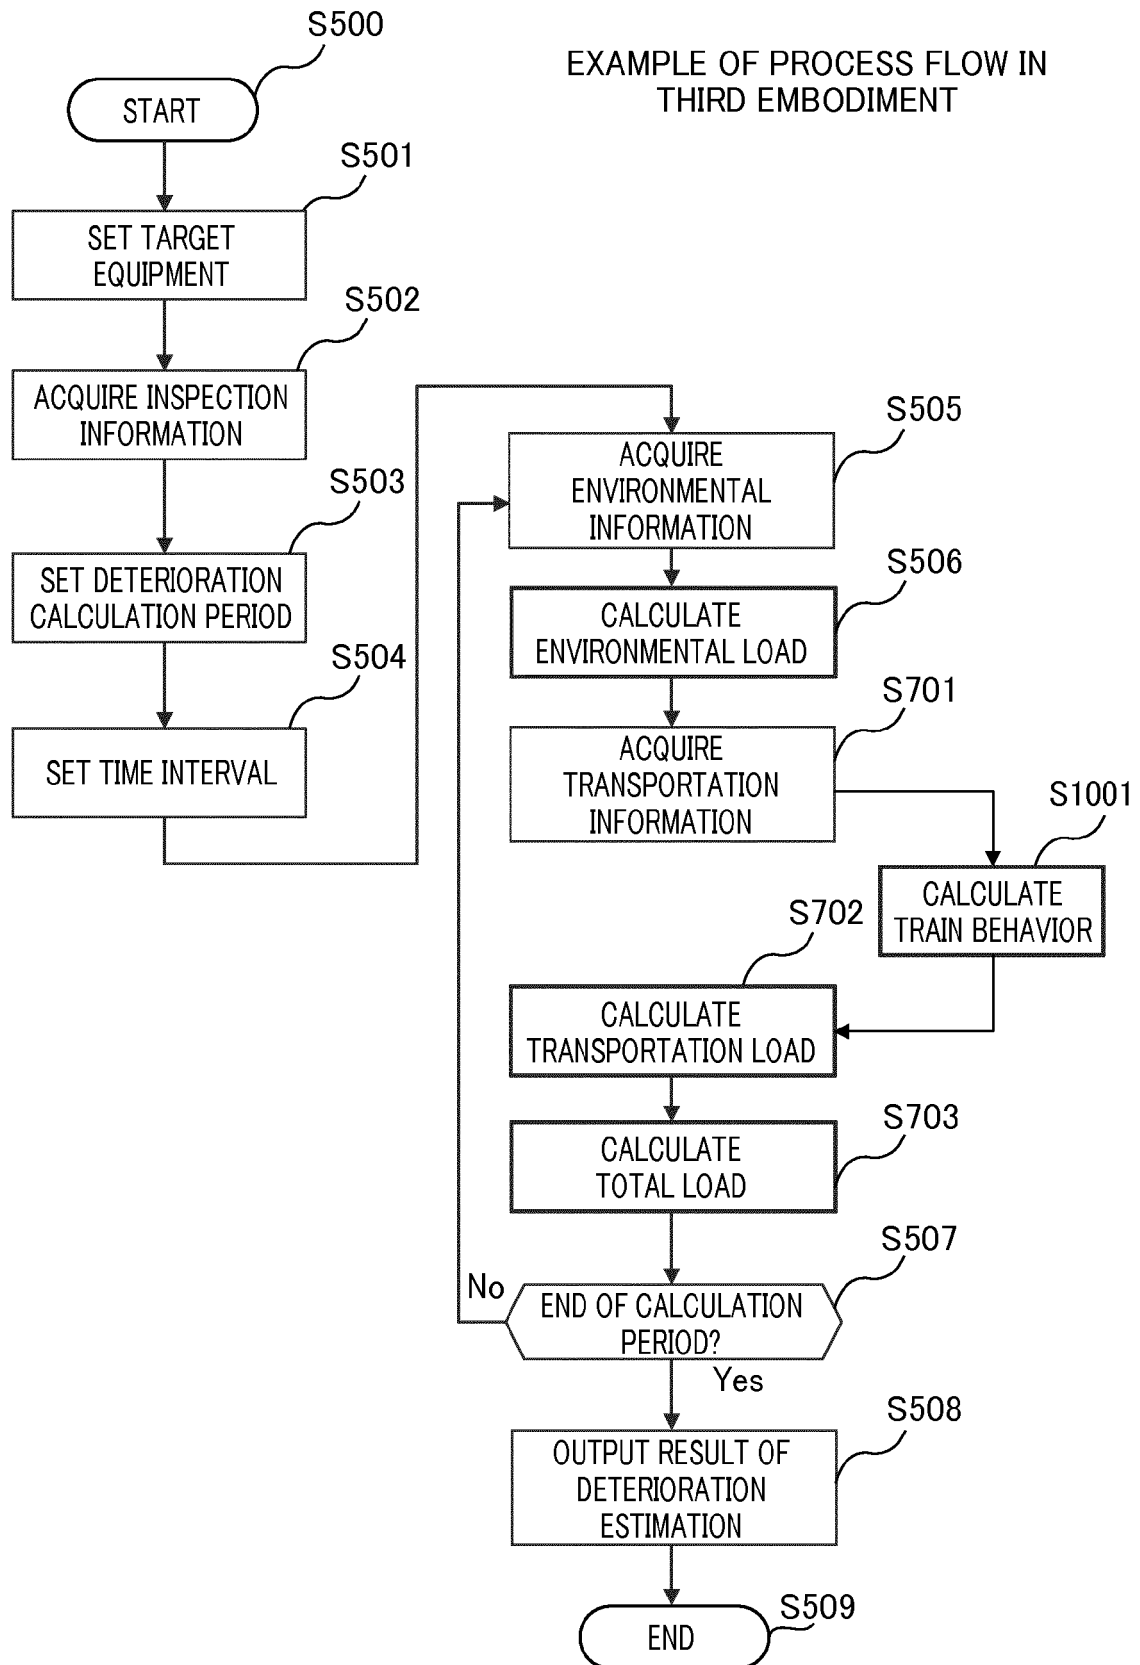 EXAMPLE OF PROCESS FLOW IN
THIRD EMBODIMENT
S500
START
S501
SET TARGET
EQUIPMENT
S502
ACQUIRE INSPECTION
INFORMATION
S503
SET DETERIORATION
CALCULATION PERIOD
S504
SET TIME INTERVAL
S505
ACQUIRE
ENVIRONMENTAL
INFORMATION
S506
CALCULATE
ENVIRONMENTAL LOAD
S701
ACQUIRE
TRANSPORTATION
INFORMATION
S1001
CALCULATE
TRAIN BEHAVIOR
S702
CALCULATE
TRANSPORTATION LOAD
S703
CALCULATE
TOTAL LOAD
S507
No
END OF CALCULATION
PERIOD?
Yes
S508
OUTPUT RESULT OF
DETERIORATION
ESTIMATION
S509
END